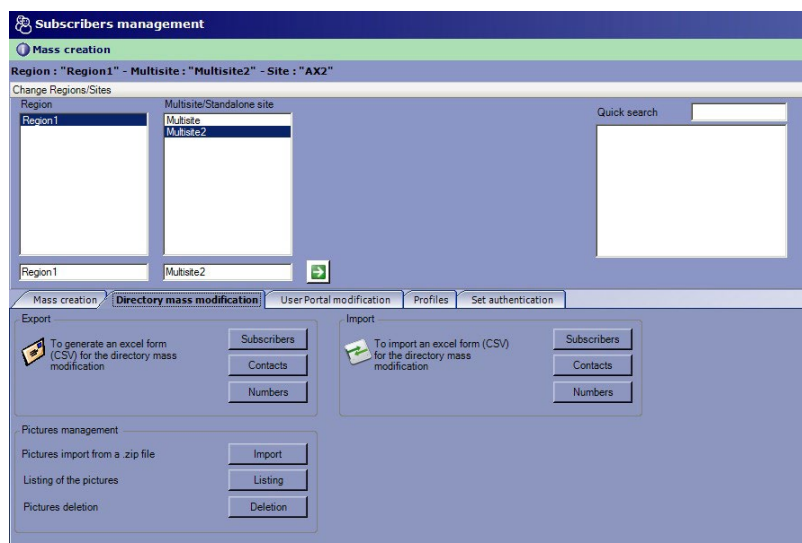 Subscribers management
Mass creation
Region : "Region1" - Multisite : "Multisite2" - Site : "AX2"
Change Regions/Sites
Region
Multisite/Standalone site
Quick search
Region1
Multisite
Multisite2
Region1
Multisite2
Mass creation
Directory mass modification
User Portal modification
Profiles
Set authentication
Export
To generate an excel form
(CSV) for the directory mass
modification
Subscribers
Contacts
Numbers
Import
To import an excel form (CSV)
for the directory mass
modification
Subscribers
Contacts
Numbers
Pictures management
Pictures import from a .zip file
Import
Listing of the pictures
Listing
Pictures deletion
Deletion